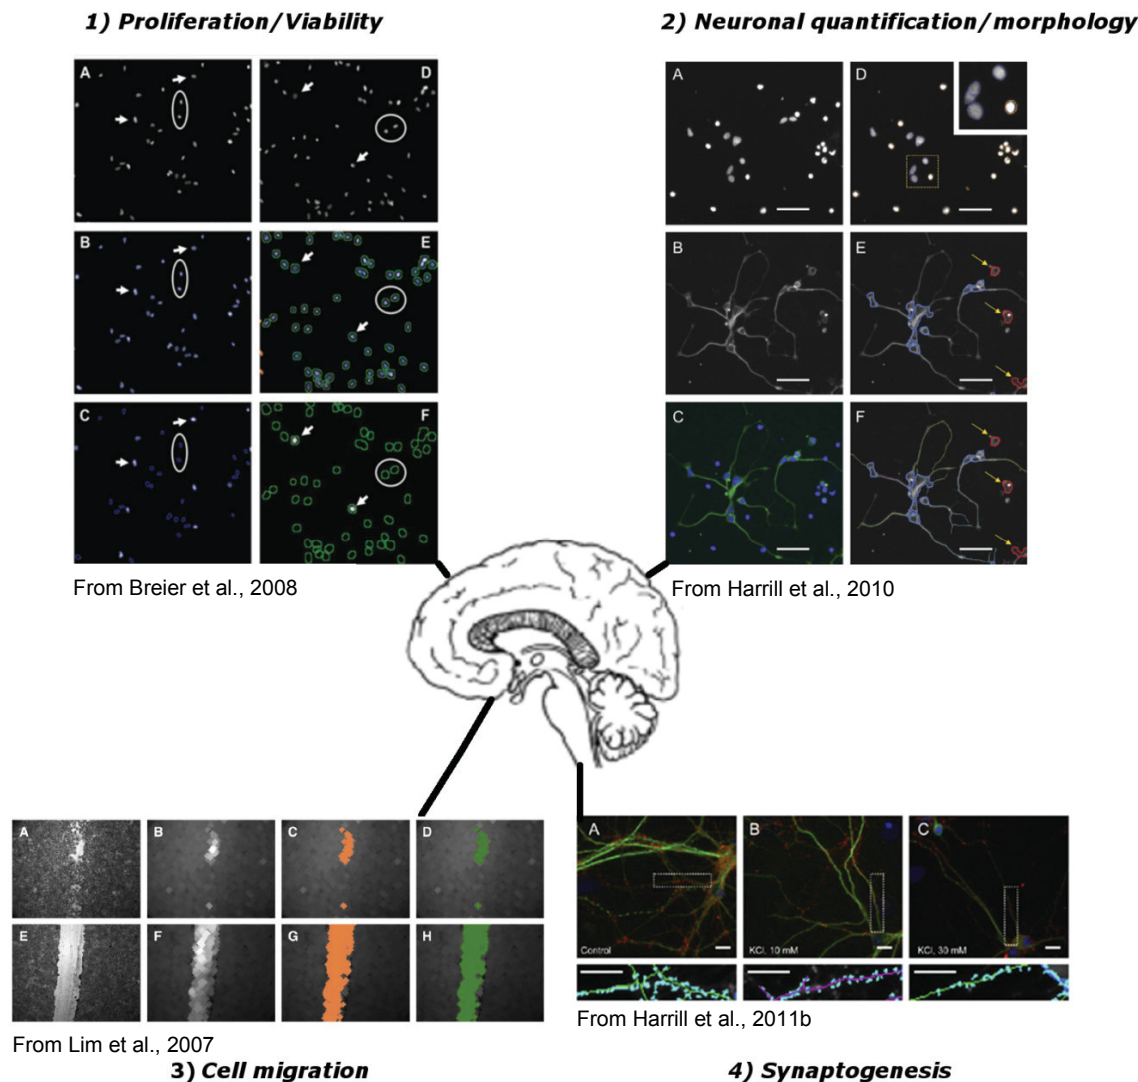 1) Proliferation/Viability
A
D
B
E
C
F
From Breier et al., 2008
2) Neuronal quantification/morphology
A
D
B
E
C
F
From Harrill et al., 2010
A
B
C
D
E
F
G
H
From Lim et al., 2007
3) Cell migration
A
B
C
Control
KCl, 10 mM
KCl, 30 mM
From Harrill et al., 2011b
4) Synaptogenesis